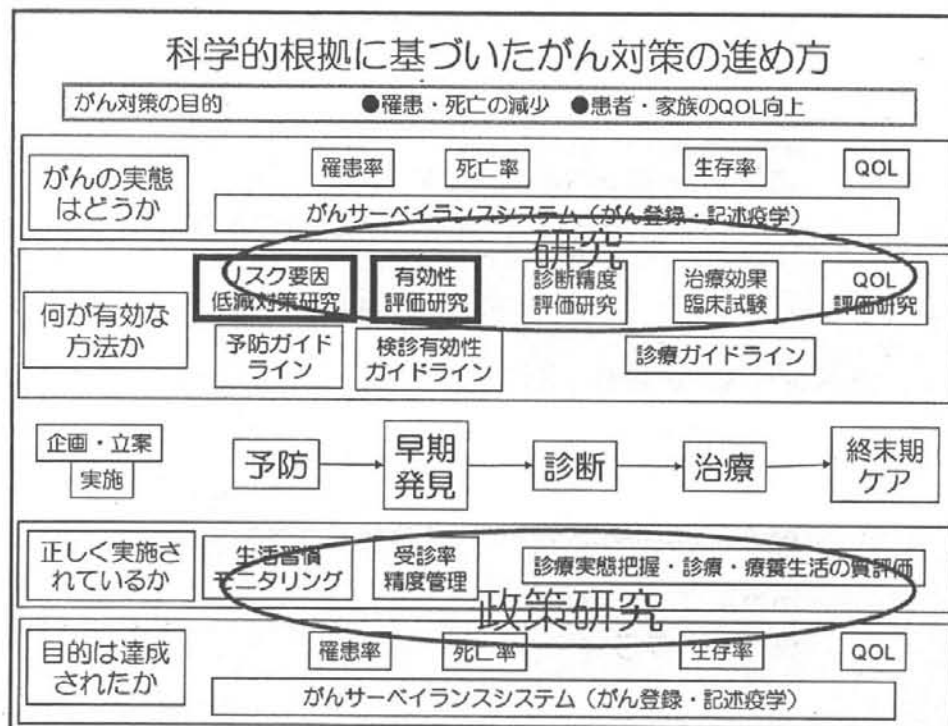 科学的根拠に基づいたがん対策の進め方
がん対策の目的 ●罹患・死亡の減少 ●患者・家族のQOL向上
がんの実態
はどうか
罹患率 死亡率 生存率 QOL
がんサーベイランスシステム（がん登録・記述疫学）
研究
何が有効な
方法か
リスク要因
低減対策研究
有効性
評価研究
診断精度
評価研究
治療効果
臨床試験
QOL
評価研究
予防ガイド
ライン
検診有効性
ガイドライン
診療ガイドライン
企画・立案
実施
予防
早期
発見
診断
治療
終末期
ケア
正しく実施さ
れているか
生活習慣
モニタリング
受診率
精度管理
診療実態把握・診療・療養生活の質評価
政策研究
目的は達成
されたか
罹患率 死亡率 生存率 QOL
がんサーベイランスシステム（がん登録・記述疫学）